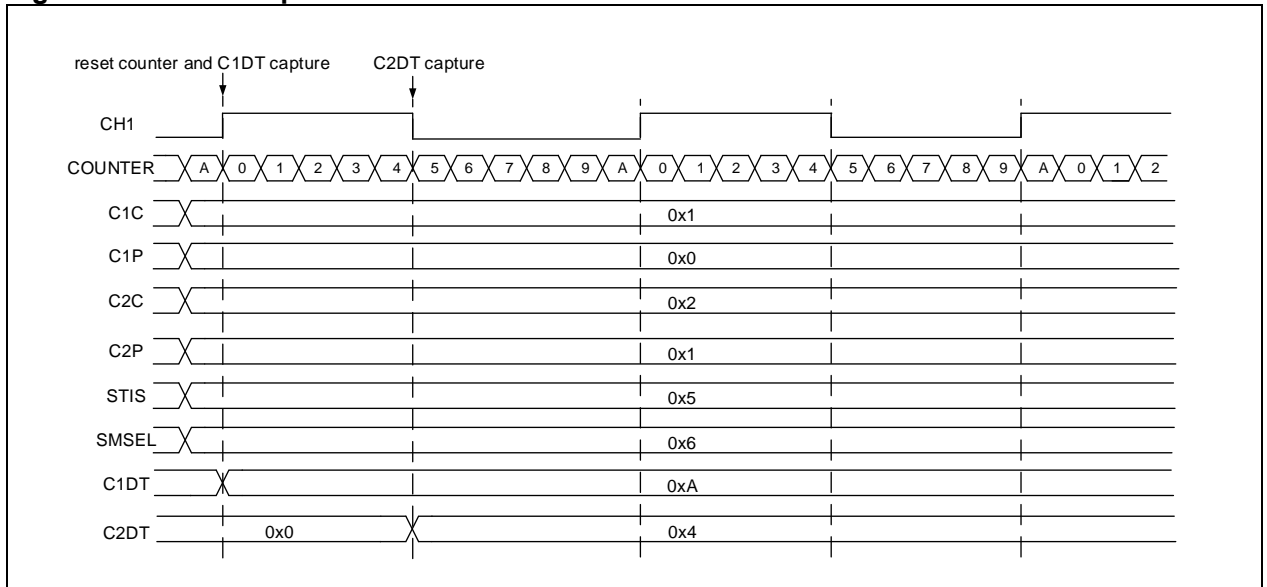 reset counter and C1DT capture C2DT capture
CH1
COUNTER A 0 1 2 3 4 5 6 7 8 9 A 0 1 2 3 4 5 6 7 8 9 A 0 1 2
C1C 0x1
C1P 0x0
C2C 0x2
C2P 0x1
STIS 0x5
SMSEL 0x6
C1DT 0xA
C2DT 0x0 0x4